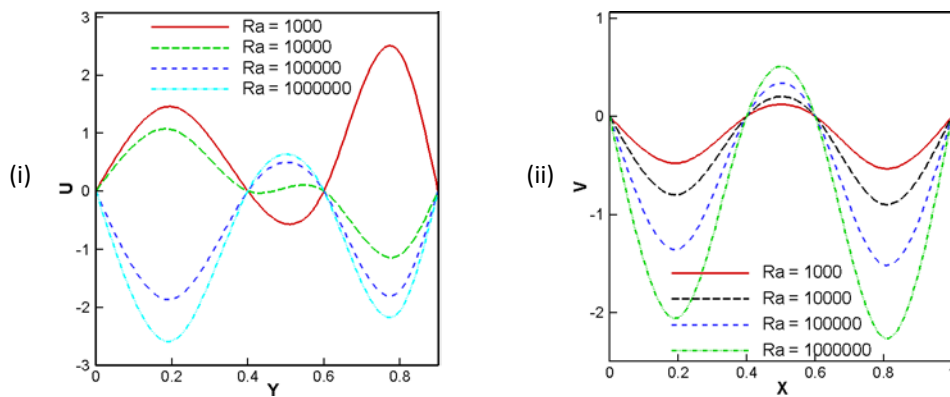 (i)
U
3
2
1
0
-1
-2
Ra = 1000
Ra = 10000
Ra = 100000
Ra = 1000000
0 0.2 0.4 0.6 0.8
Y
(ii)
V
1
0
-1
-2
Ra = 1000
Ra = 10000
Ra = 100000
Ra = 1000000
0 0.2 0.4 0.6 0.8
X